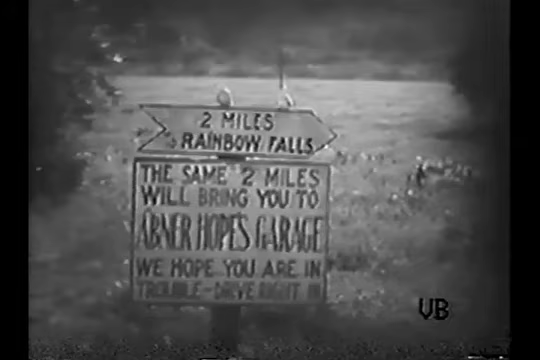 2 MILES
RAINBOW FALLS
THE SAME 2 MILES
WILL BRING YOU TO
ABNER HOPE'S GARAGE
WE HOPE YOU ARE IN
TROUBLE - DRIVE RIGHT IN
VB